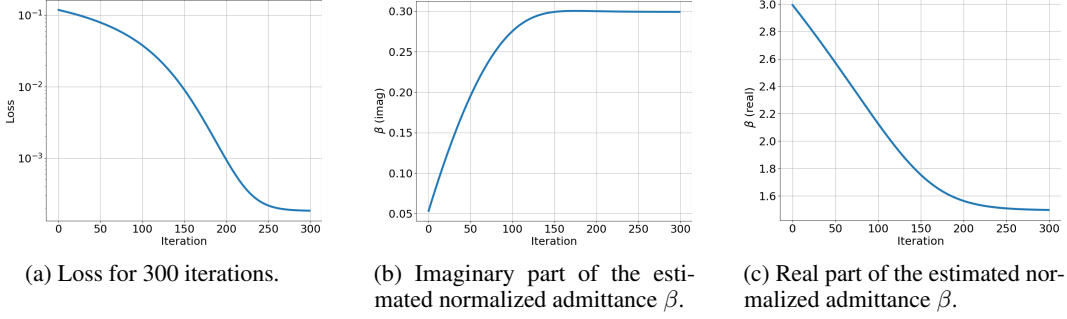 10⁻¹
10⁻²
10⁻³
Loss
0 50 100 150 200 250 300
Iteration
(a) Loss for 300 iterations.
0.30
0.25
0.20
0.15
0.10
0.05
β (imag)
0 50 100 150 200 250 300
Iteration
(b) Imaginary part of the esti-
mated normalized admittance β.
3.0
2.8
2.6
2.4
2.2
2.0
1.8
1.6
β (real)
0 50 100 150 200 250 300
Iteration
(c) Real part of the estimated nor-
malized admittance β.